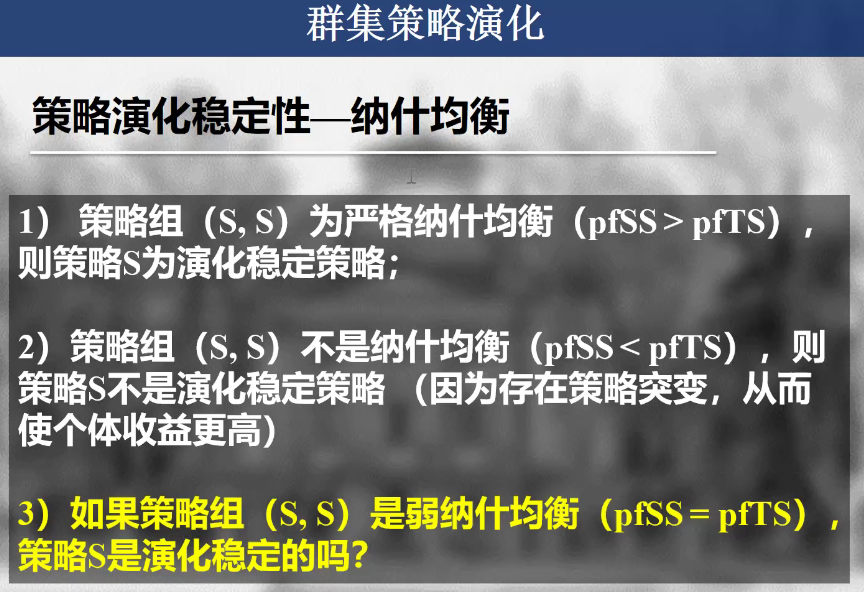 群集策略演化
策略演化稳定性—纳什均衡
1） 策略组（S, S）为严格纳什均衡（pfSS > pfTS），
则策略S为演化稳定策略；
2）策略组（S, S）不是纳什均衡（pfSS < pfTS），则
策略S不是演化稳定策略 （因为存在策略突变，从而
使个体收益更高）
3）如果策略组（S, S）是弱纳什均衡（pfSS = pfTS），
策略S是演化稳定的吗？